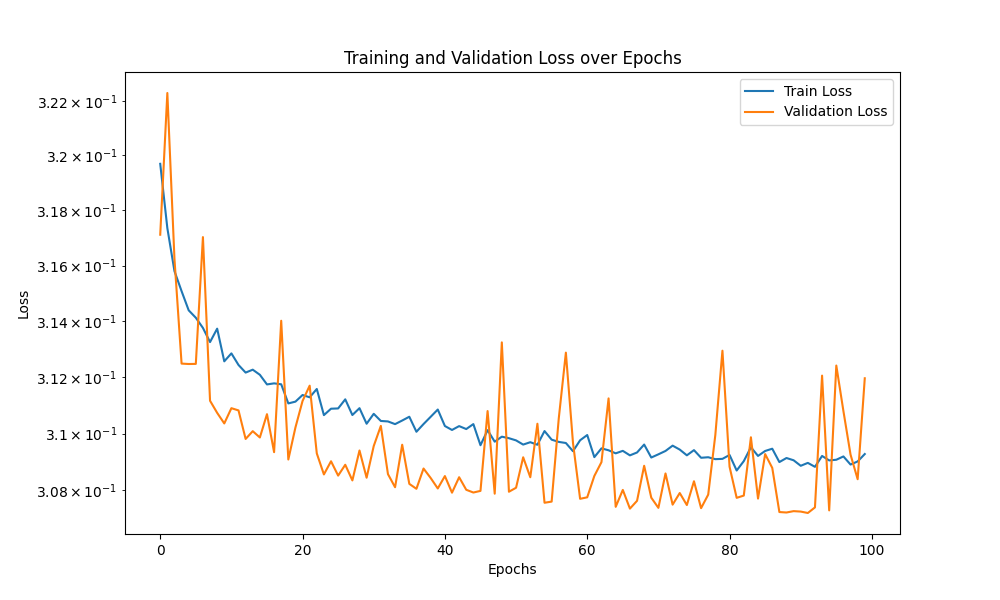 Training and Validation Loss over Epochs
Train Loss
Validation Loss
3.22 × 10⁻¹
3.2 × 10⁻¹
3.18 × 10⁻¹
3.16 × 10⁻¹
3.14 × 10⁻¹
3.12 × 10⁻¹
3.1 × 10⁻¹
3.08 × 10⁻¹
Loss
0 20 40 60 80 100
Epochs